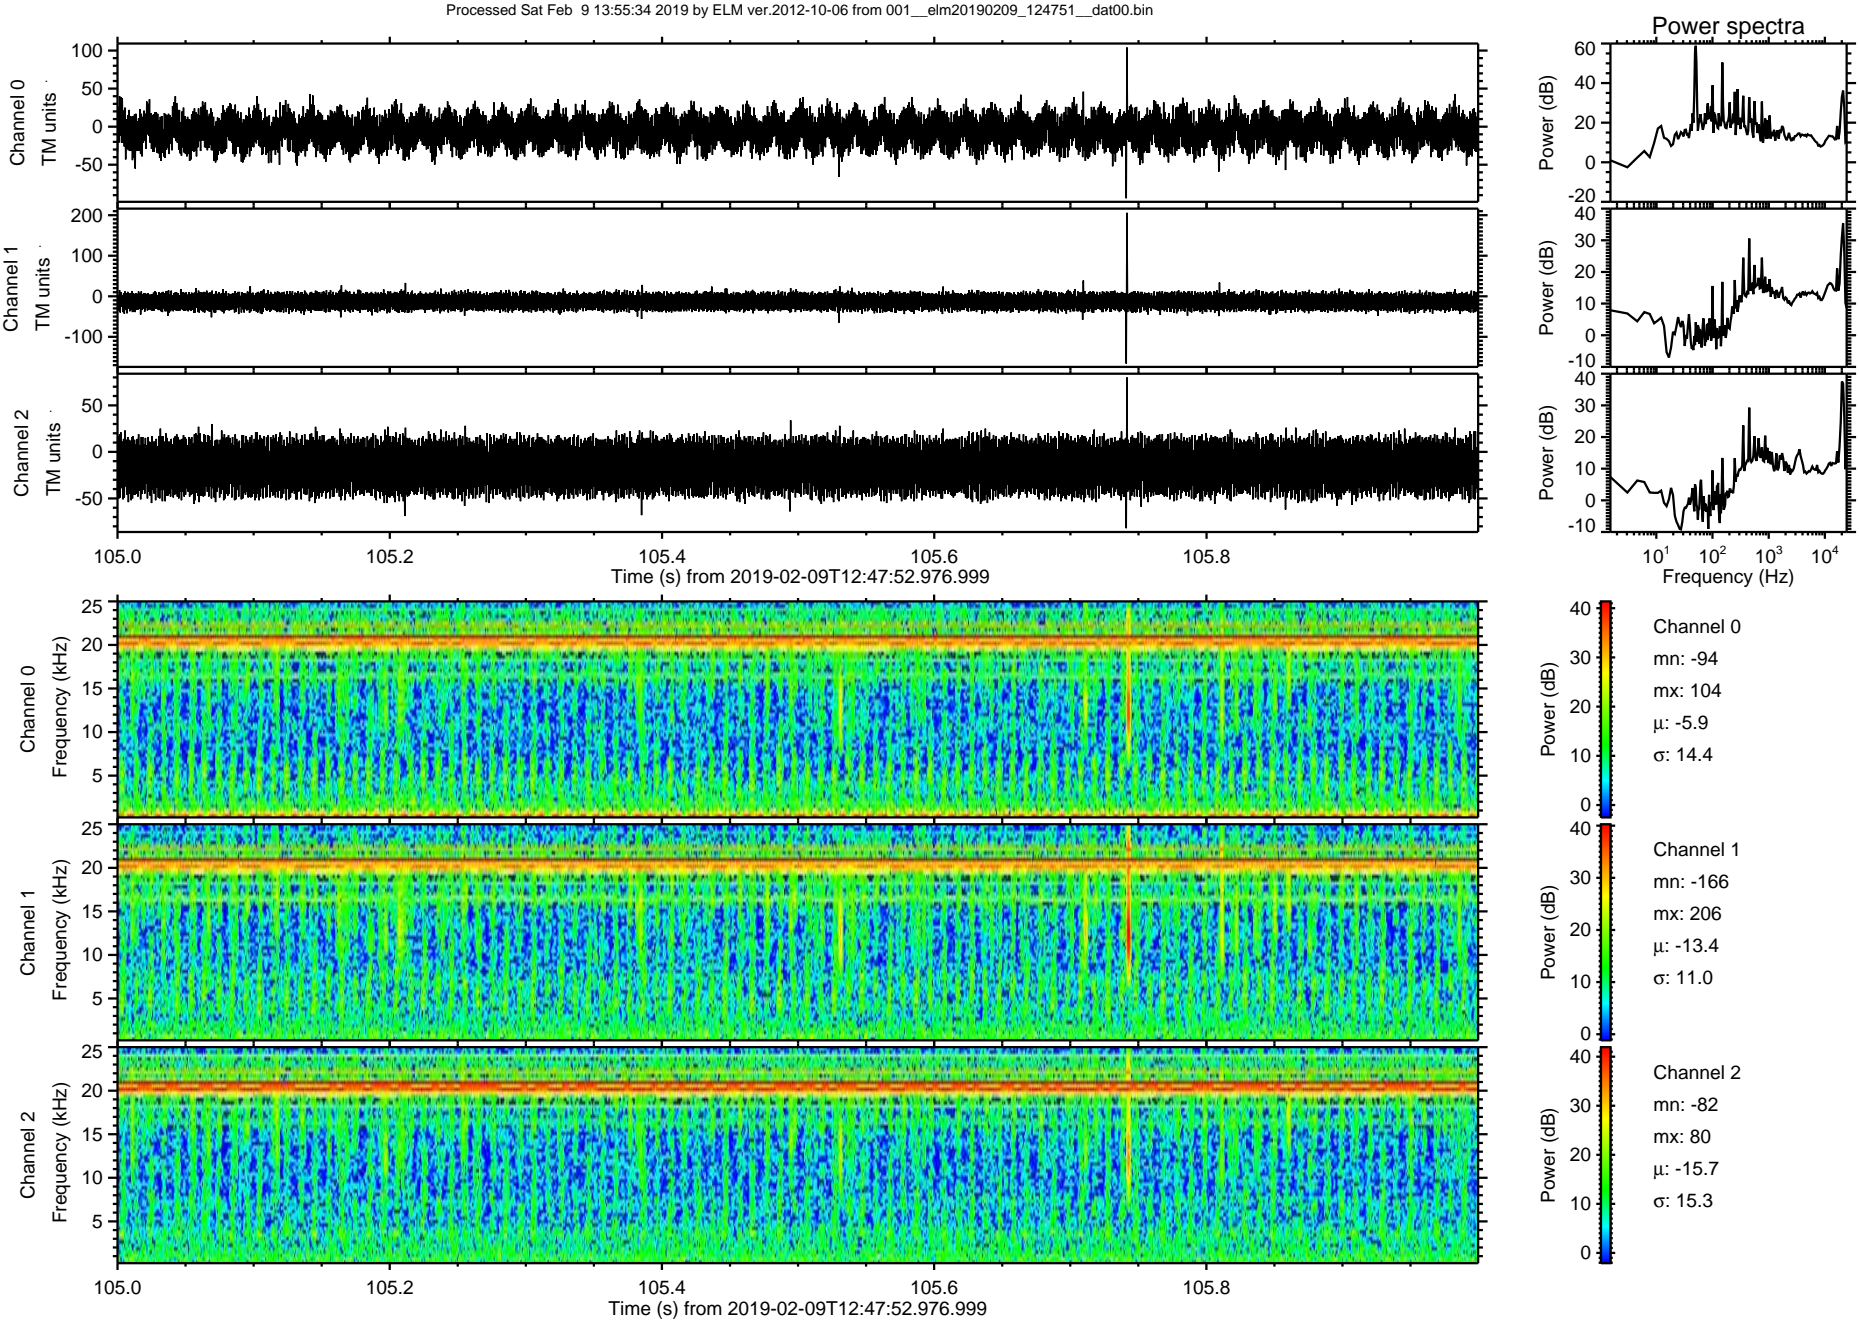 Processed Sat Feb  9 13:55:34 2019 by ELM ver.2012-10-06 from 001__elm20190209_124751__dat00.bin
Power spectra
Channel 0
TM units
100
50
0
-50
Power (dB)
60
40
20
0
-20
Channel 1
TM units
200
100
0
-100
Power (dB)
40
30
20
10
0
-10
Channel 2
TM units
50
0
-50
Power (dB)
40
30
20
10
0
-10
105.0 105.2 105.4 105.6 105.8
Time (s) from 2019-02-09T12:47:52.976.999
10¹ 10² 10³ 10⁴
Frequency (Hz)
Channel 0
Frequency (kHz)
25
20
15
10
5
Power (dB)
40
30
20
10
0
Channel 0
mn: -94
mx: 104
μ: -5.9
σ: 14.4
Channel 1
Frequency (kHz)
25
20
15
10
5
Power (dB)
40
30
20
10
0
Channel 1
mn: -166
mx: 206
μ: -13.4
σ: 11.0
Channel 2
Frequency (kHz)
25
20
15
10
5
Power (dB)
40
30
20
10
0
Channel 2
mn: -82
mx: 80
μ: -15.7
σ: 15.3
105.0 105.2 105.4 105.6 105.8
Time (s) from 2019-02-09T12:47:52.976.999